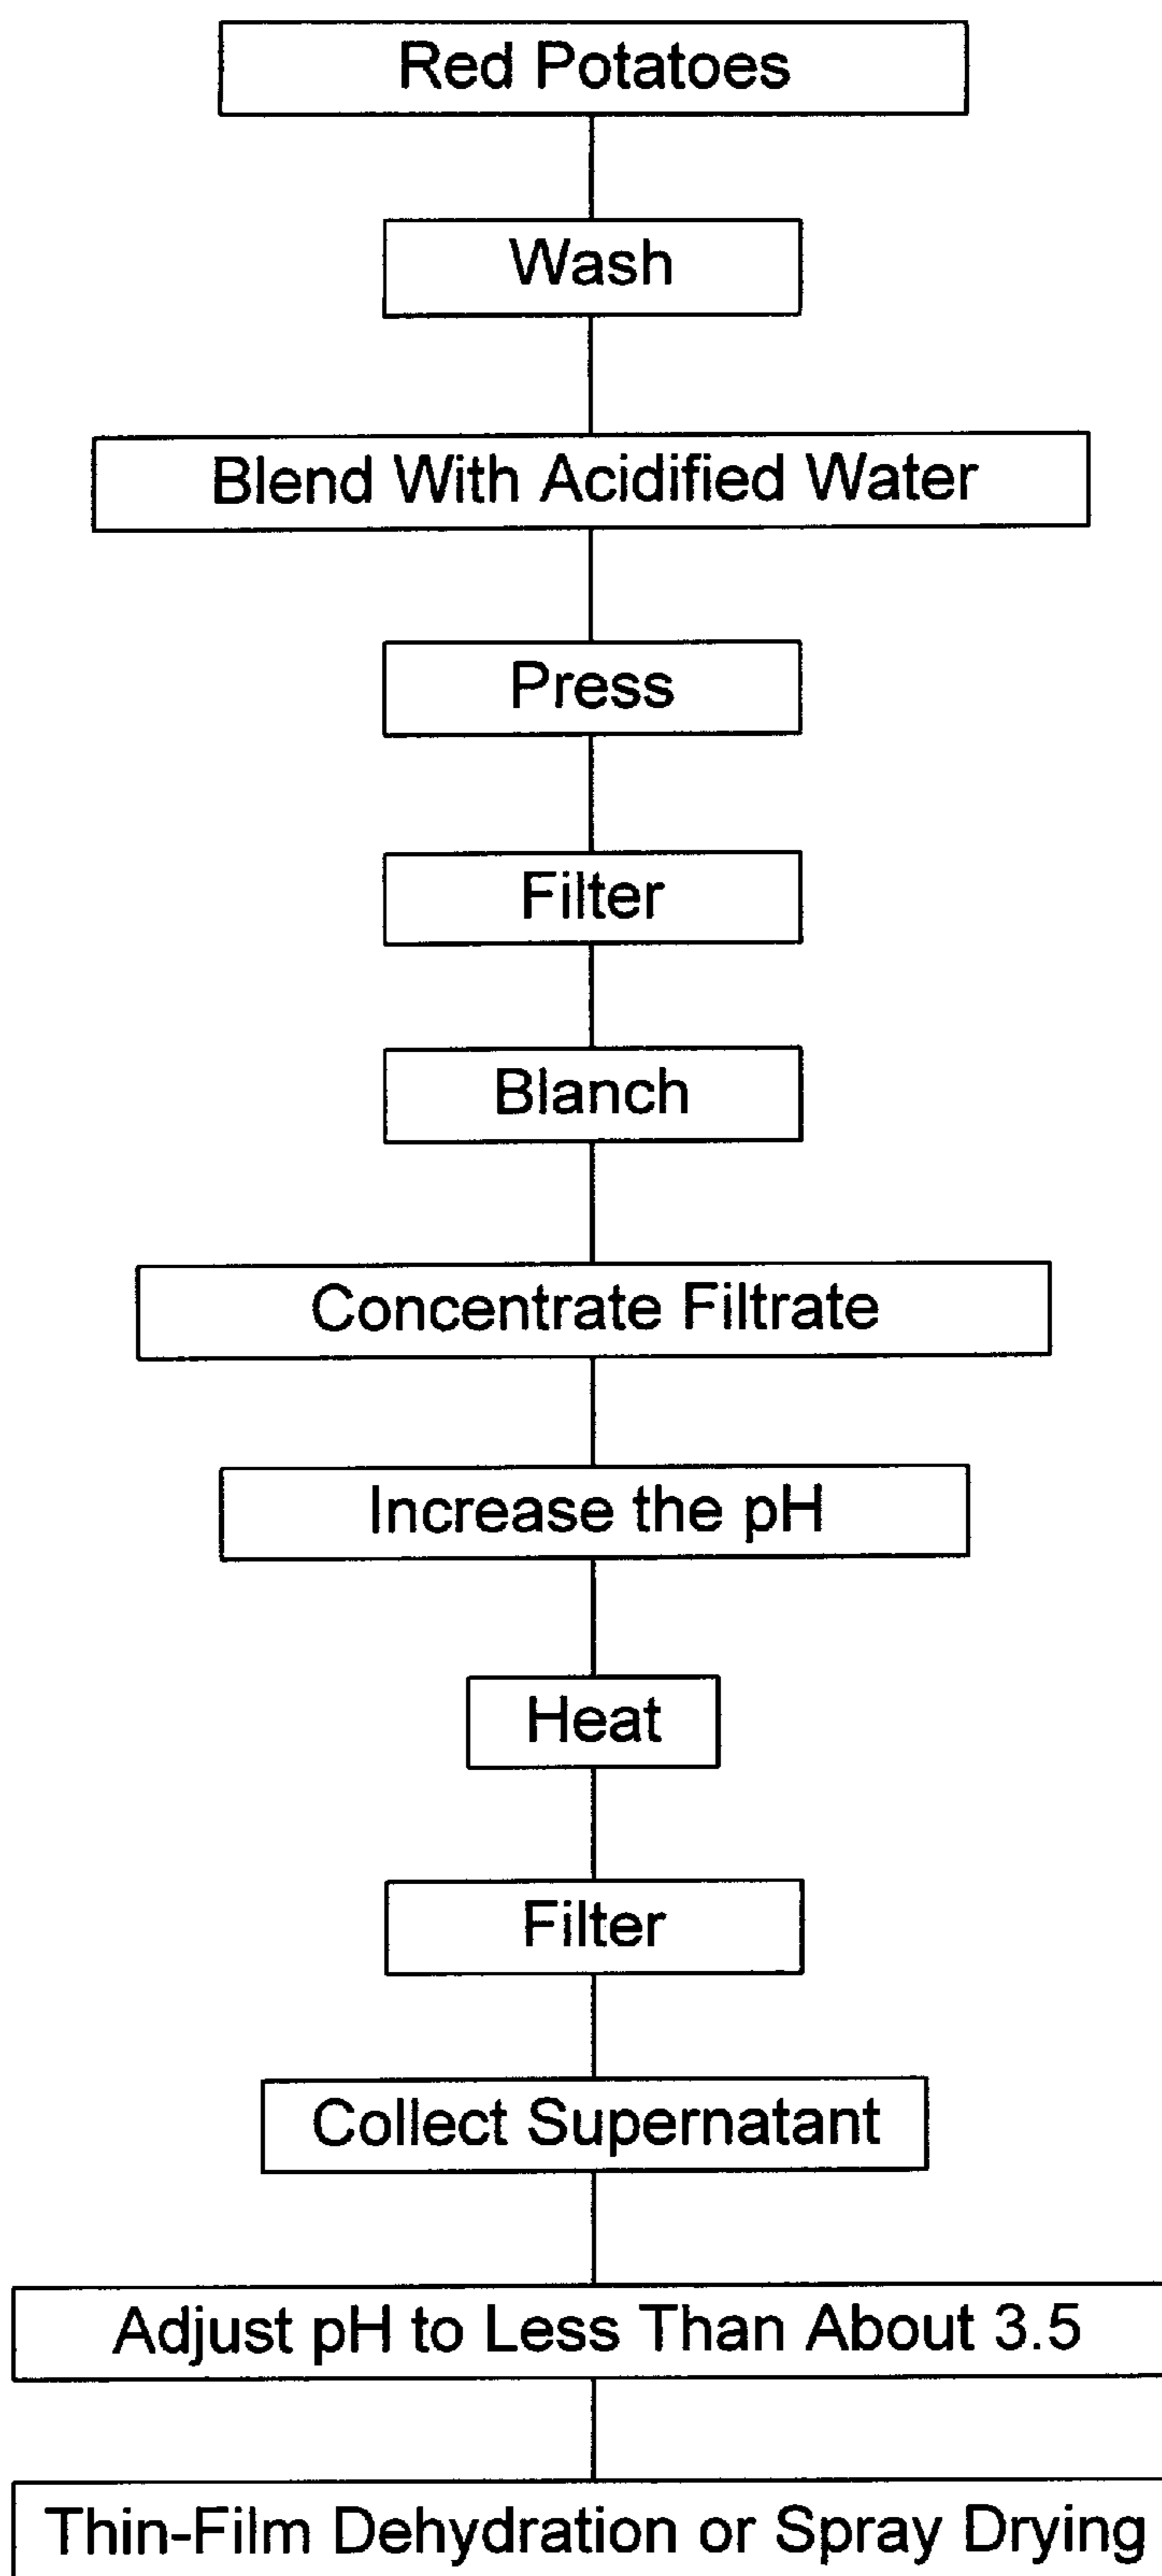 Red Potatoes
Wash
Blend With Acidified Water
Press
Filter
Blanch
Concentrate Filtrate
Increase the pH
Heat
Filter
Collect Supernatant
Adjust pH to Less Than About 3.5
Thin-Film Dehydration or Spray Drying